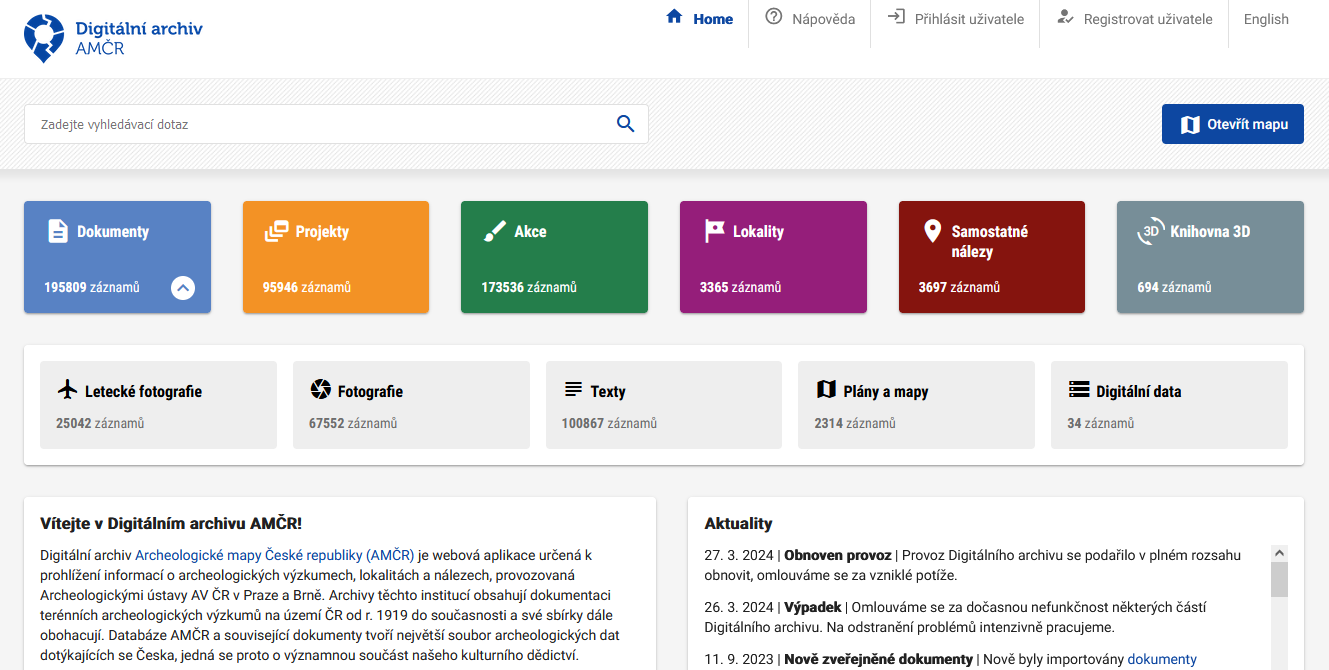 Digitální archiv
AMČR
Home
Nápověda
Přihlásit uživatele
Registrovat uživatele
English
Zadejte vyhledávací dotaz
Otevřít mapu
Dokumenty
195809 záznamů
Projekty
95946 záznamů
Akce
173536 záznamů
Lokality
3365 záznamů
Samostatné
nálezy
3697 záznamů
3D
Knihovna 3D
694 záznamů
Letecké fotografie
25042 záznamů
Fotografie
67552 záznamů
Texty
100867 záznamů
Plány a mapy
2314 záznamů
Digitální data
34 záznamů
Vítejte v Digitálním archivu AMČR!
Digitální archiv Archeologické mapy České republiky (AMČR) je webová aplikace určená k
prohlížení informací o archeologických výzkumech, lokalitách a nálezech, provozovaná
Archeologickými ústavy AV ČR v Praze a Brně. Archivy těchto institucí obsahují dokumentaci
terénních archeologických výzkumů na území ČR od r. 1919 do současnosti a své sbírky dále
obohacují. Databáze AMČR a související dokumenty tvoří největší soubor archeologických dat
dotýkajících se Česka, jedná se proto o významnou součást našeho kulturního dědictví.
Aktuality
27. 3. 2024 | Obnoven provoz | Provoz Digitálního archivu se podařilo v plném rozsahu
obnovit, omlouváme se za vzniklé potíže.
26. 3. 2024 | Výpadek | Omlouváme se za dočasnou nefunkčnost některých částí
Digitálního archivu. Na odstranění problémů intenzivně pracujeme.
11. 9. 2023 | Nově zveřejněné dokumenty | Nově byly importovány dokumenty